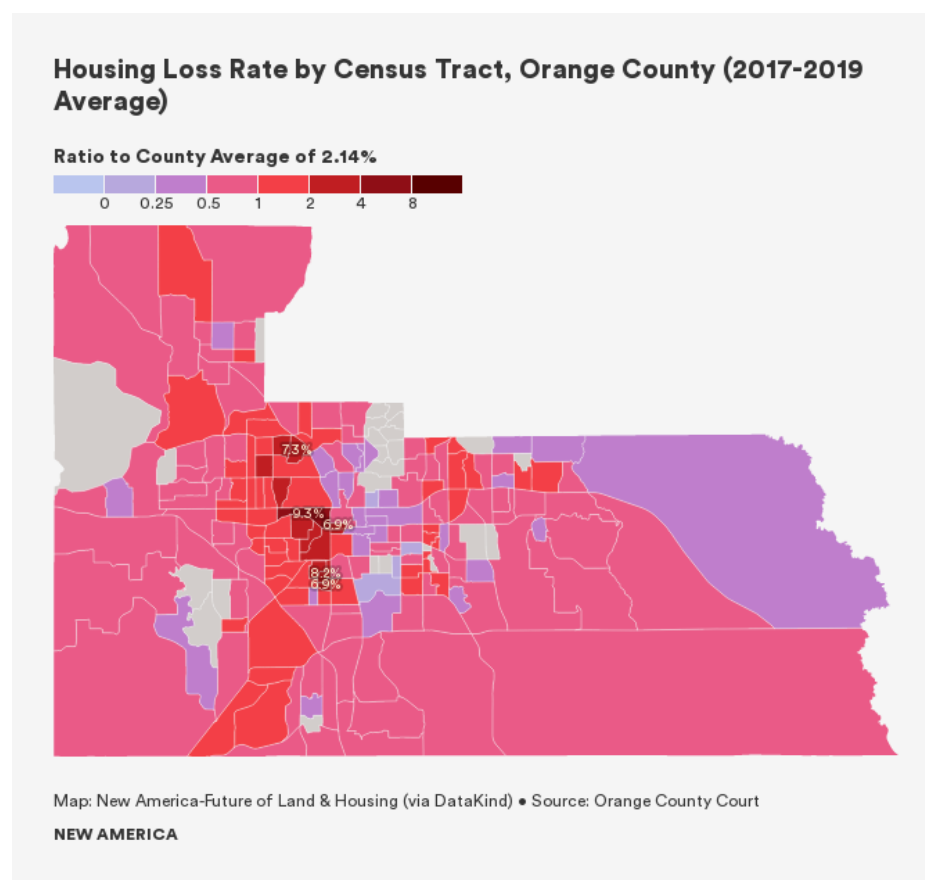 Housing Loss Rate by Census Tract, Orange County (2017-2019
Average)
Ratio to County Average of 2.14%
0 0.25 0.5 1 2 4 8
7.3%
9.3%
6.9%
8.2%
6.9%
Map: New America-Future of Land & Housing (via DataKind) • Source: Orange County Court
NEW AMERICA